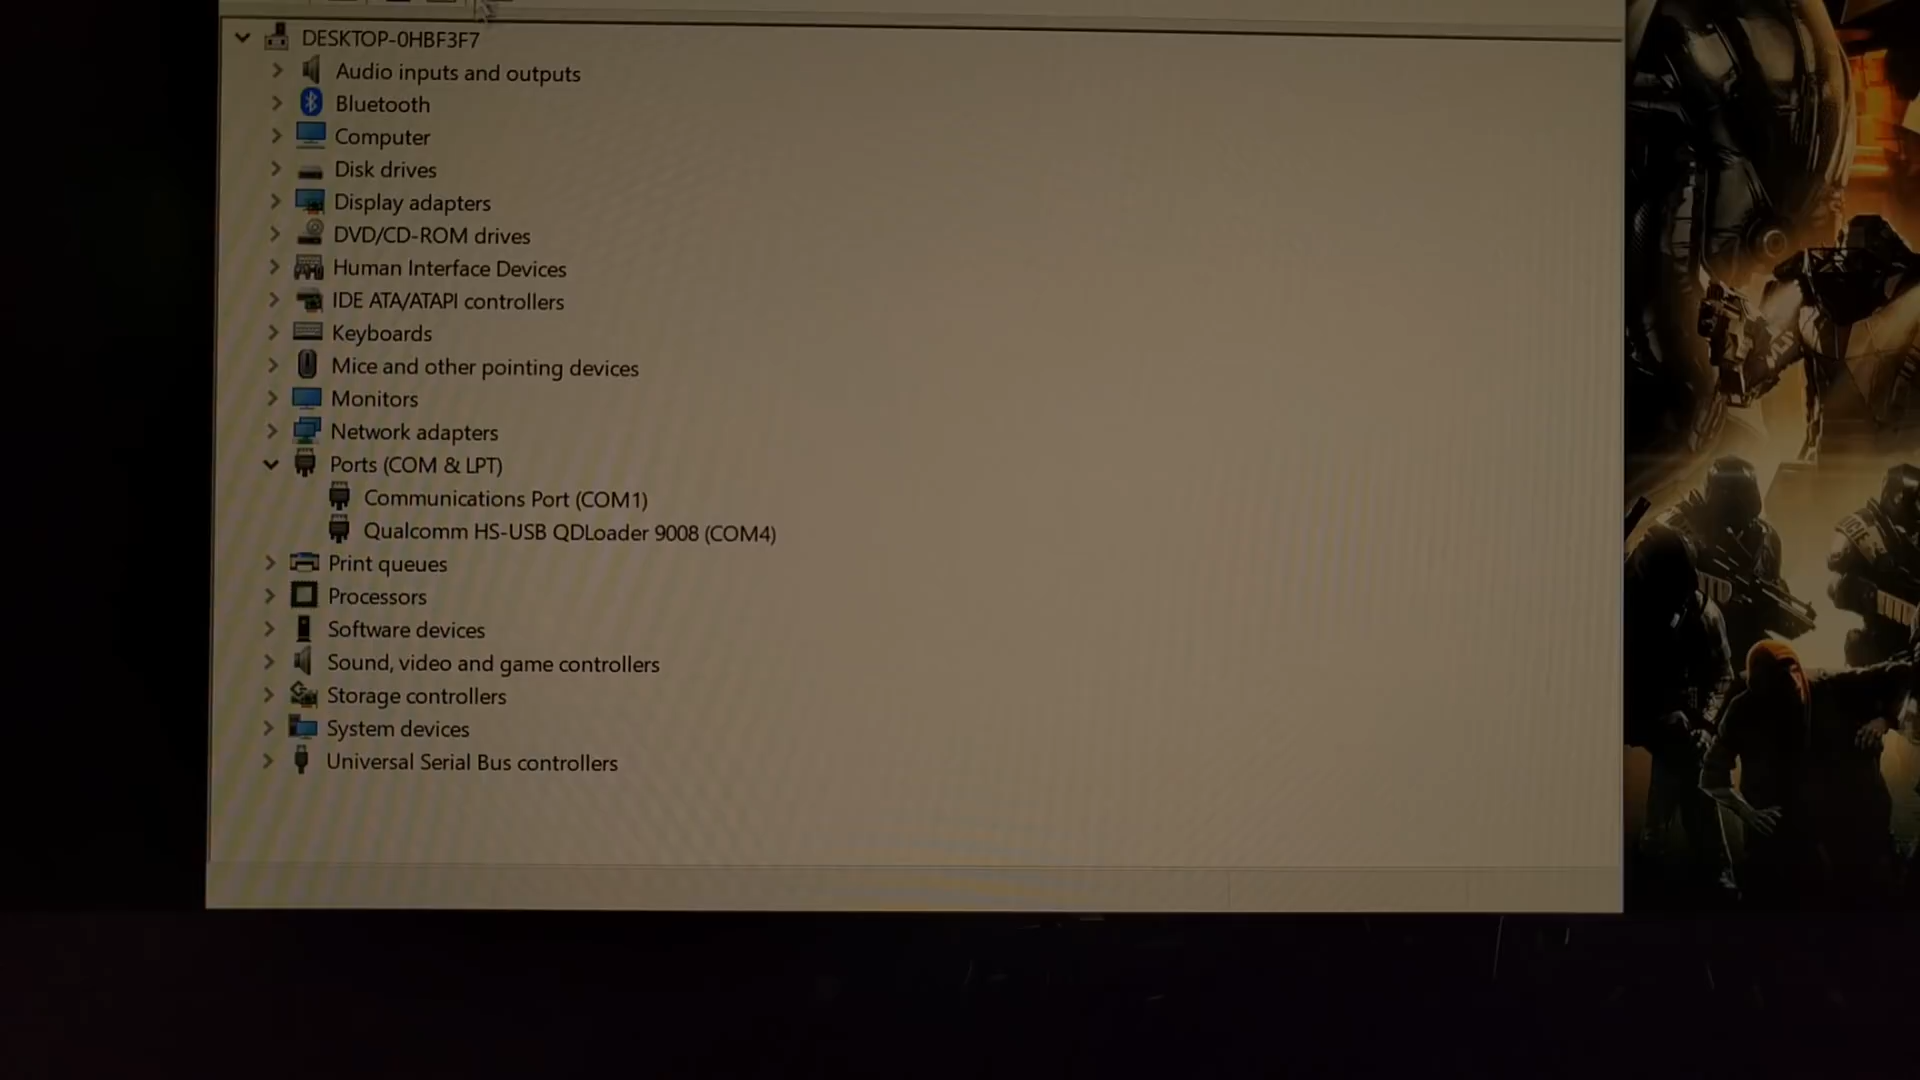 DESKTOP-0HBF3F7
Audio inputs and outputs
Bluetooth
Computer
Disk drives
Display adapters
DVD/CD-ROM drives
Human Interface Devices
IDE ATA/ATAPI controllers
Keyboards
Mice and other pointing devices
Monitors
Network adapters
Ports (COM & LPT)
Communications Port (COM1)
Qualcomm HS-USB QDLoader 9008 (COM4)
Print queues
Processors
Software devices
Sound, video and game controllers
Storage controllers
System devices
Universal Serial Bus controllers